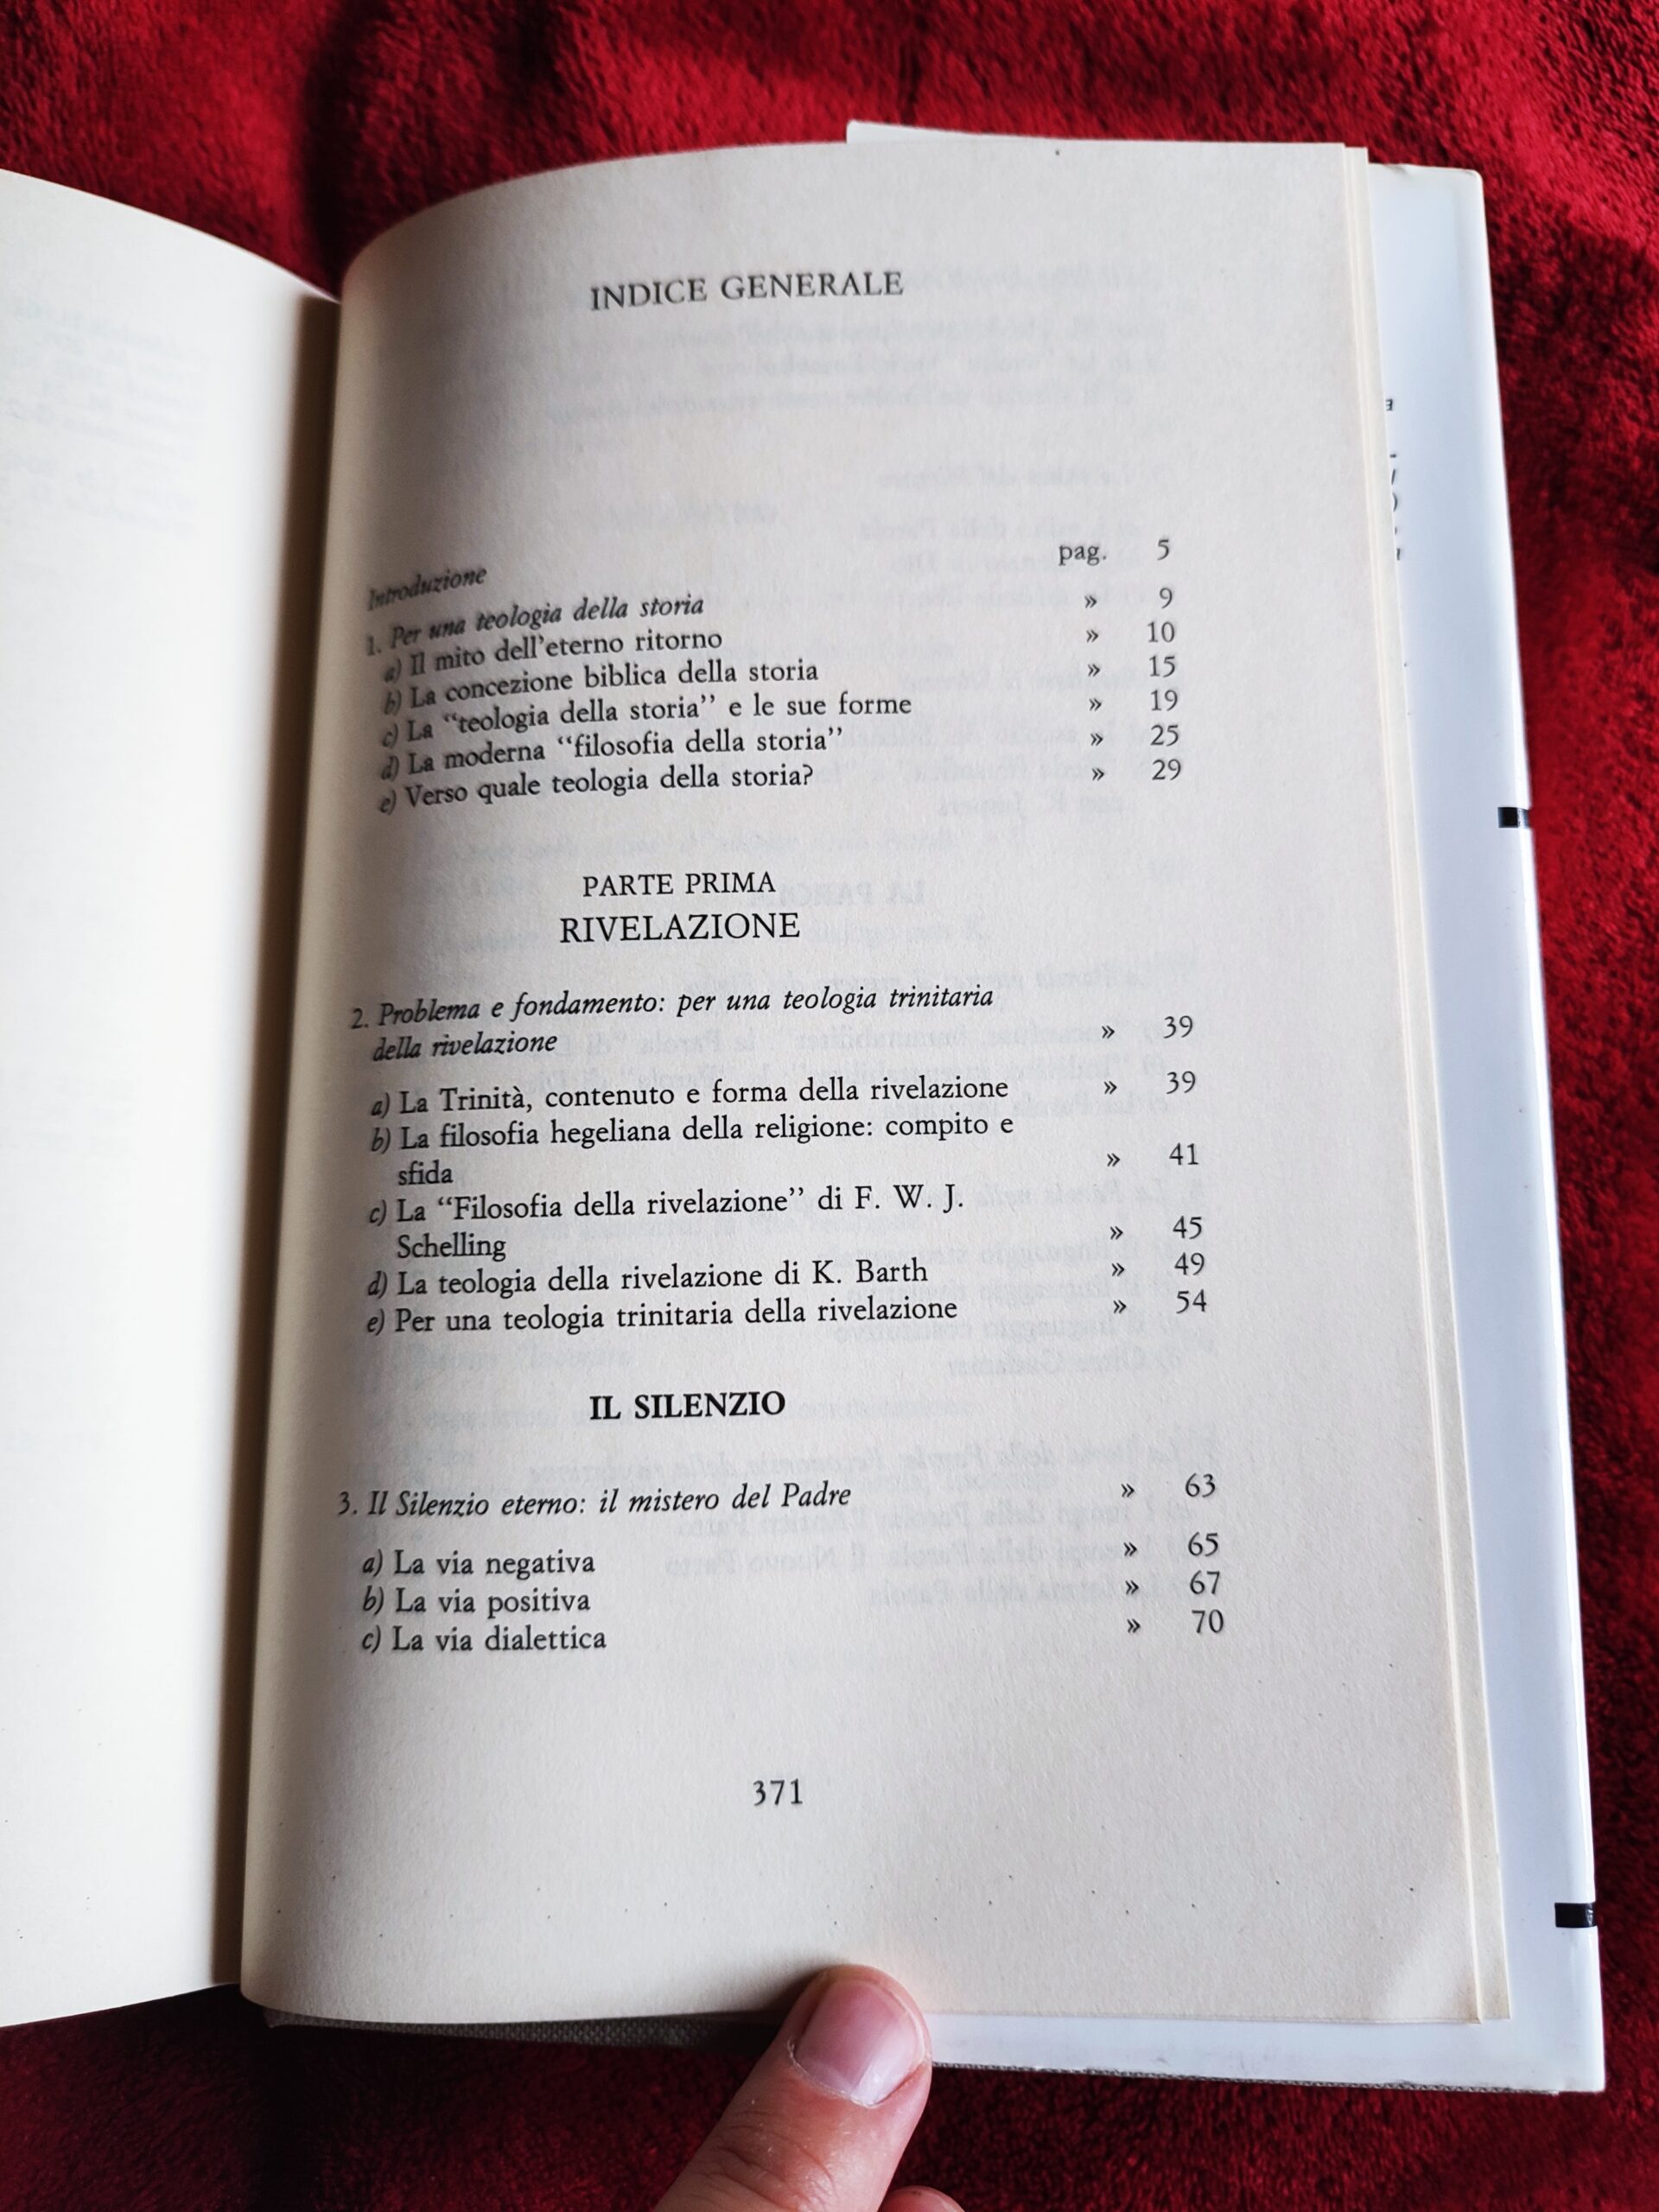 INDICE GENERALE
Introduzione pag. 5
1. Per una teologia della storia » 9
a) Il mito dell'eterno ritorno » 10
b) La concezione biblica della storia » 15
c) La “teologia della storia” e le sue forme » 19
d) La moderna “filosofia della storia” » 25
e) Verso quale teologia della storia? » 29
PARTE PRIMA
RIVELAZIONE
2. Problema e fondamento: per una teologia trinitaria
della rivelazione » 39
a) La Trinità, contenuto e forma della rivelazione » 39
b) La filosofia hegeliana della religione: compito e
sfida » 41
c) La “Filosofia della rivelazione” di F. W. J.
Schelling » 45
d) La teologia della rivelazione di K. Barth » 49
e) Per una teologia trinitaria della rivelazione » 54
IL SILENZIO
3. Il Silenzio eterno: il mistero del Padre » 63
a) La via negativa » 65
b) La via positiva » 67
c) La via dialettica » 70
371